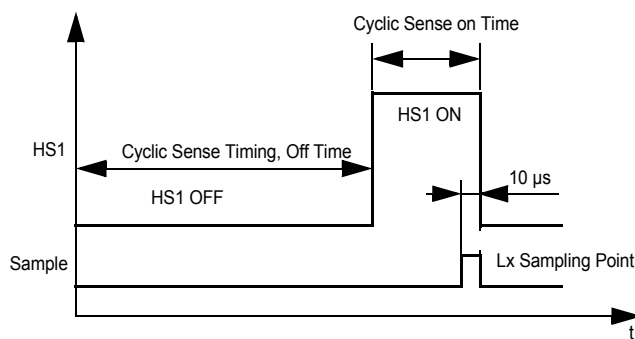 Cyclic Sense on Time
HS1 ON
HS1
Cyclic Sense Timing, Off Time
10 µs
HS1 OFF
Sample
Lx Sampling Point
t